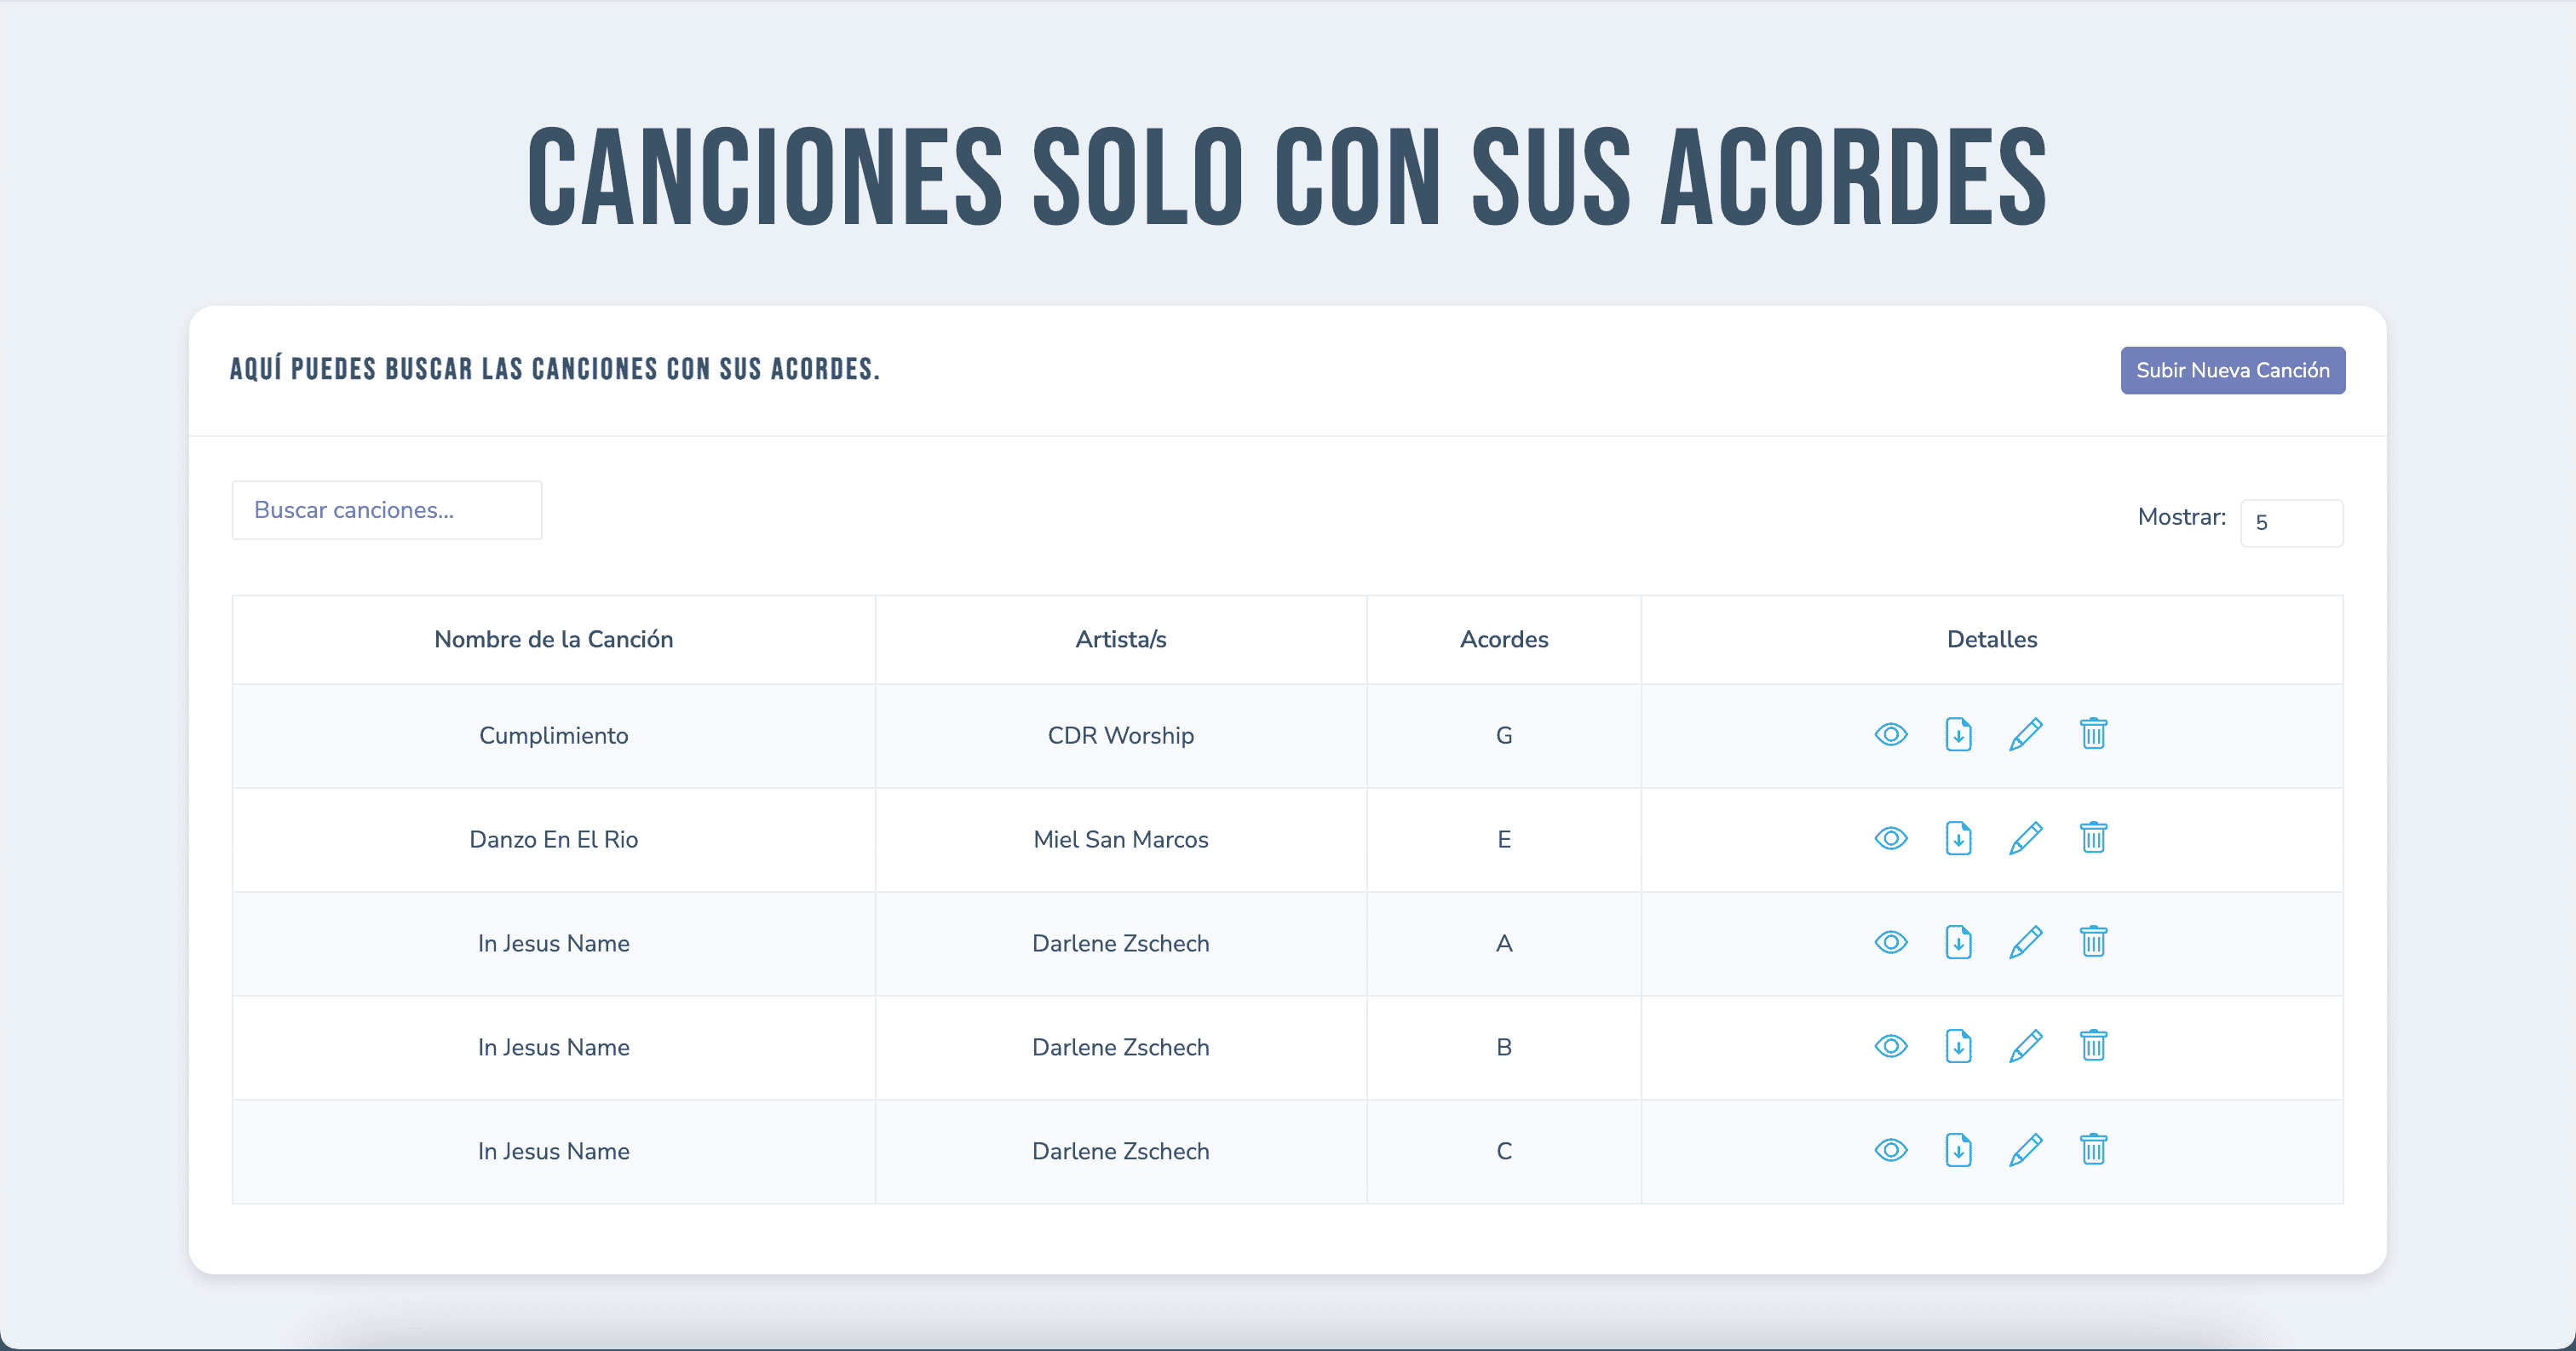 CANCIONES SOLO CON SUS ACORDES
AQUÍ PUEDES BUSCAR LAS CANCIONES CON SUS ACORDES.
Subir Nueva Canción
Buscar canciones...
Mostrar: 5
Nombre de la Canción Artista/s Acordes Detalles
Cumplimiento CDR Worship G
Danzo En El Rio Miel San Marcos E
In Jesus Name Darlene Zschech A
In Jesus Name Darlene Zschech B
In Jesus Name Darlene Zschech C